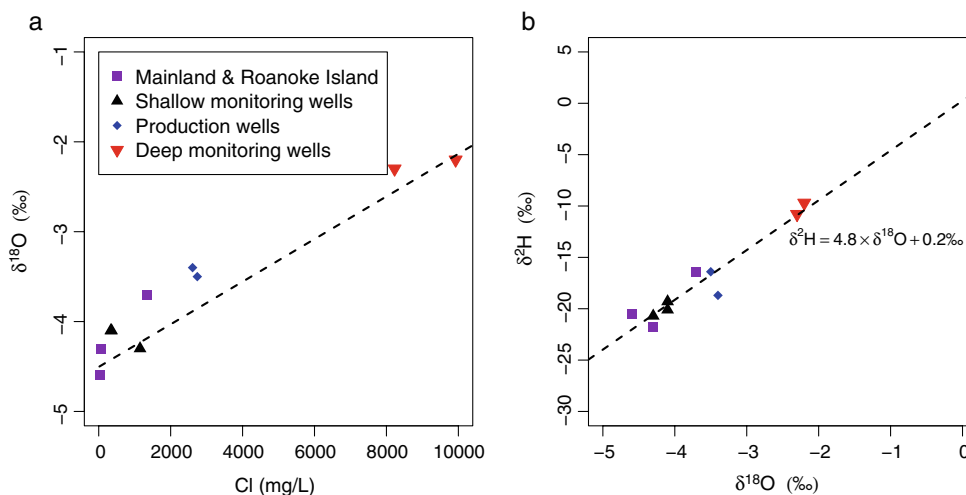 a
−1
−2
−3
−4
−5
δ18O (‰)
Mainland & Roanoke Island
Shallow monitoring wells
Production wells
Deep monitoring wells
0 2000 4000 6000 8000 10000
Cl (mg/L)
b
5
0
−5
−10
−15
−20
−25
−30
δ2H (‰)
δ2H = 4.8 × δ18O + 0.2‰
−5 −4 −3 −2 −1 0
δ18O (‰)